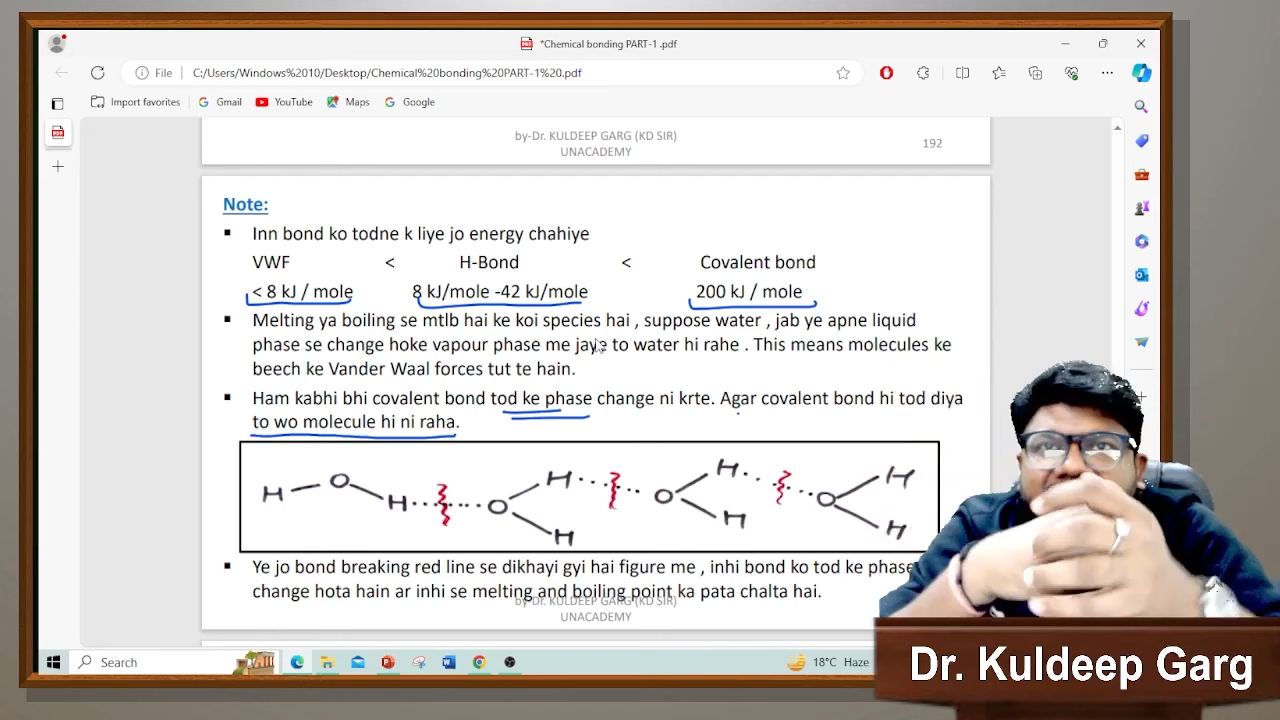 *Chemical bonding PART-1 .pdf
File
C:/Users/Windows%2010/Desktop/Chemical%20bonding%20PART-1%20.pdf
Import favorites
Gmail
YouTube
Maps
Google
by-Dr. KULDEEP GARG (KD SIR)
UNACADEMY
192
Note:
Inn bond ko todne k liye jo energy chahiye
VWF < H-Bond < Covalent bond
< 8 kJ / mole 8 kJ/mole -42 kJ/mole 200 kJ / mole
Melting ya boiling se mtlb hai ke koi species hai , suppose water , jab ye apne liquid
phase se change hoke vapour phase me jaye to water hi rahe . This means molecules ke
beech ke Vander Waal forces tut te hain.
Ham kabhi bhi covalent bond tod ke phase change ni krte. Agar covalent bond hi tod diya
to wo molecule hi ni raha.
H O H O H H O H H O H H
Ye jo bond breaking red line se dikhayi gyi hai figure me , inhi bond ko tod ke phase
change hota hain ar inhi se melting and boiling point ka pata chalta hai.
by-Dr. KULDEEP GARG (KD SIR)
UNACADEMY
Search
18°C Haze
Dr. Kuldeep Garg